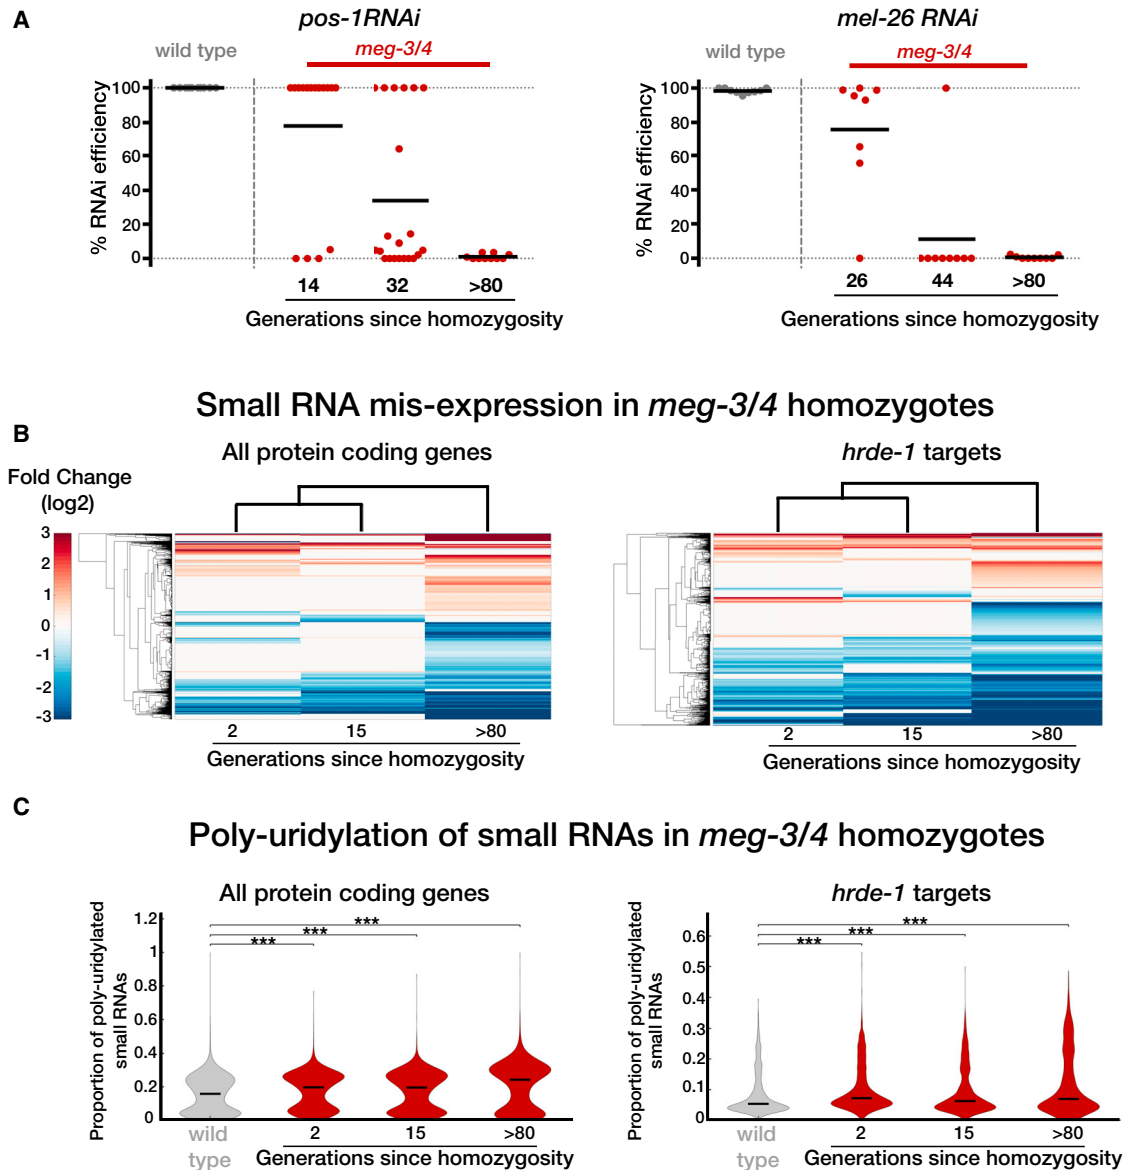 A
pos-1RNAi
wild type
meg-3/4
% RNAi efficiency
100
80
60
40
20
0
14 32 >80
Generations since homozygosity
mel-26 RNAi
wild type
meg-3/4
% RNAi efficiency
100
80
60
40
20
0
26 44 >80
Generations since homozygosity
Small RNA mis-expression in meg-3/4 homozygotes
B
Fold Change
(log2)
3
2
1
0
-1
-2
-3
All protein coding genes
2 15 >80
Generations since homozygosity
hrde-1 targets
2 15 >80
Generations since homozygosity
C
Poly-uridylation of small RNAs in meg-3/4 homozygotes
All protein coding genes
Proportion of poly-uridylated
small RNAs
1.2
1
0.8
0.6
0.4
0.2
0
***
***
***
wild
type
2 15 >80
Generations since homozygosity
hrde-1 targets
Proportion of poly-uridylated
small RNAs
0.6
0.5
0.4
0.3
0.2
0.1
0
***
***
***
wild
type
2 15 >80
Generations since homozygosity